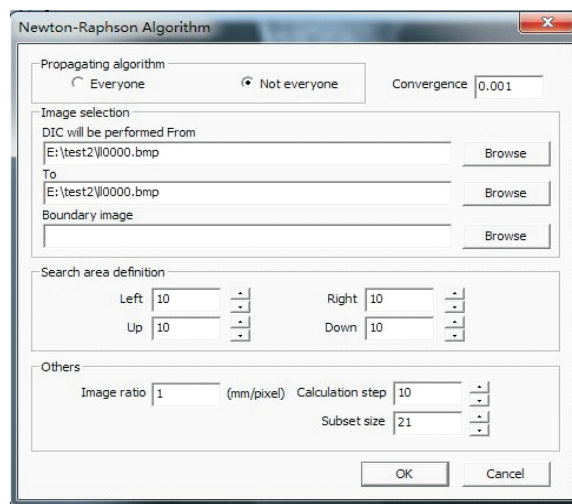 Newton-Raphson Algorithm
Propagating algorithm
Everyone Not everyone Convergence 0.001
Image selection
DIC will be performed From
E:\test2\ll0000.bmp Browse
To
E:\test2\ll0000.bmp Browse
Boundary image
Browse
Search area definition
Left 10 Right 10
Up 10 Down 10
Others
Image ratio 1 (mm/pixel) Calculation step 10
Subset size 21
OK Cancel